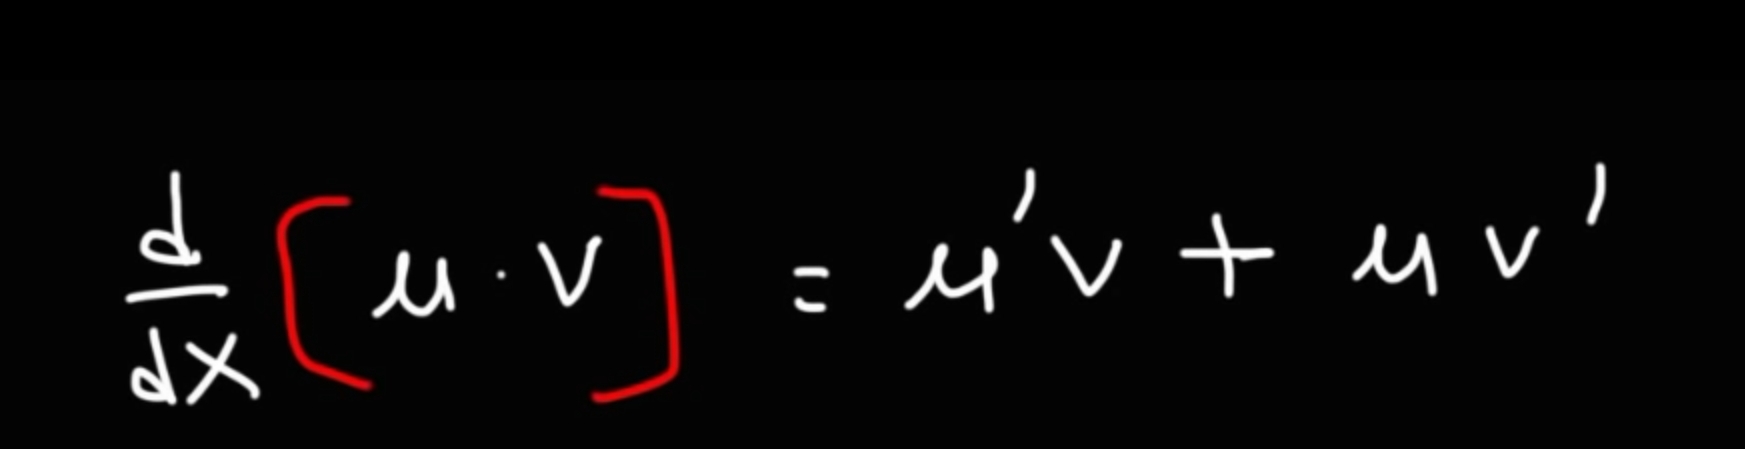 d/dx [u · v] = u'v + uv'